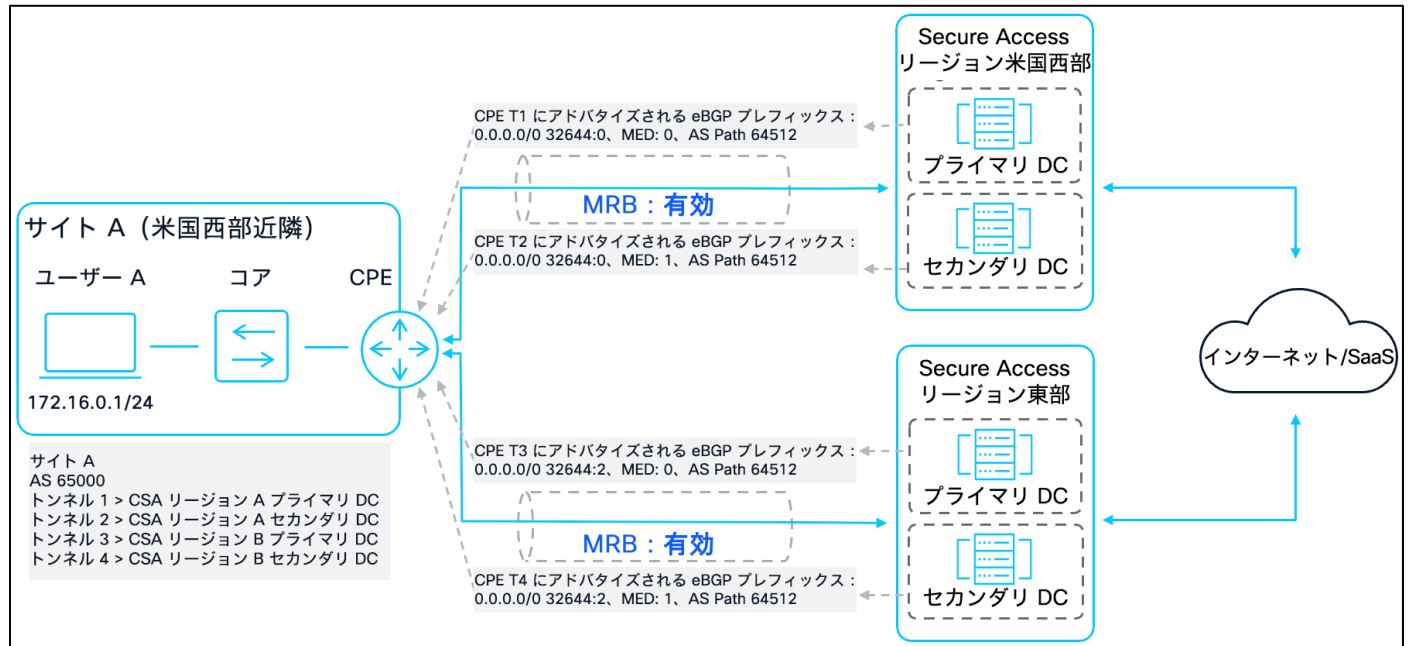 Secure Access
リージョン米国西部
プライマリ DC
セカンダリ DC
CPE T1 にアドバタイズされる eBGP プレフィックス：
0.0.0.0/0 32644:0、MED: 0、AS Path 64512
MRB：有効
CPE T2 にアドバタイズされる eBGP プレフィックス：
0.0.0.0/0 32644:0、MED: 1、AS Path 64512
サイト A（米国西部近隣）
ユーザー A
コア
CPE
172.16.0.1/24
サイト A
AS 65000
トンネル 1 > CSA リージョン A プライマリ DC
トンネル 2 > CSA リージョン A セカンダリ DC
トンネル 3 > CSA リージョン B プライマリ DC
トンネル 4 > CSA リージョン B セカンダリ DC
CPE T3 にアドバタイズされる eBGP プレフィックス：
0.0.0.0/0 32644:2、MED: 0、AS Path 64512
MRB：有効
CPE T4 にアドバタイズされる eBGP プレフィックス：
0.0.0.0/0 32644:2、MED: 1、AS Path 64512
Secure Access
リージョン東部
プライマリ DC
セカンダリ DC
インターネット/SaaS